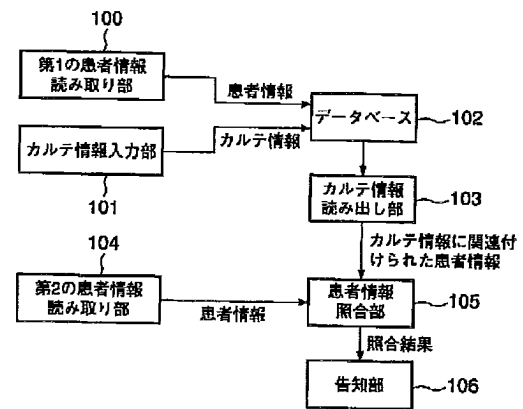 100
第1の患者情報
読み取り部
患者情報
データベース
102
カルテ情報入力部
カルテ情報
101
カルテ情報
読み出し部
103
104
カルテ情報に関連付
けられた患者情報
第2の患者情報
読み取り部
患者情報
患者情報
照合部
105
照合結果
告知部
106